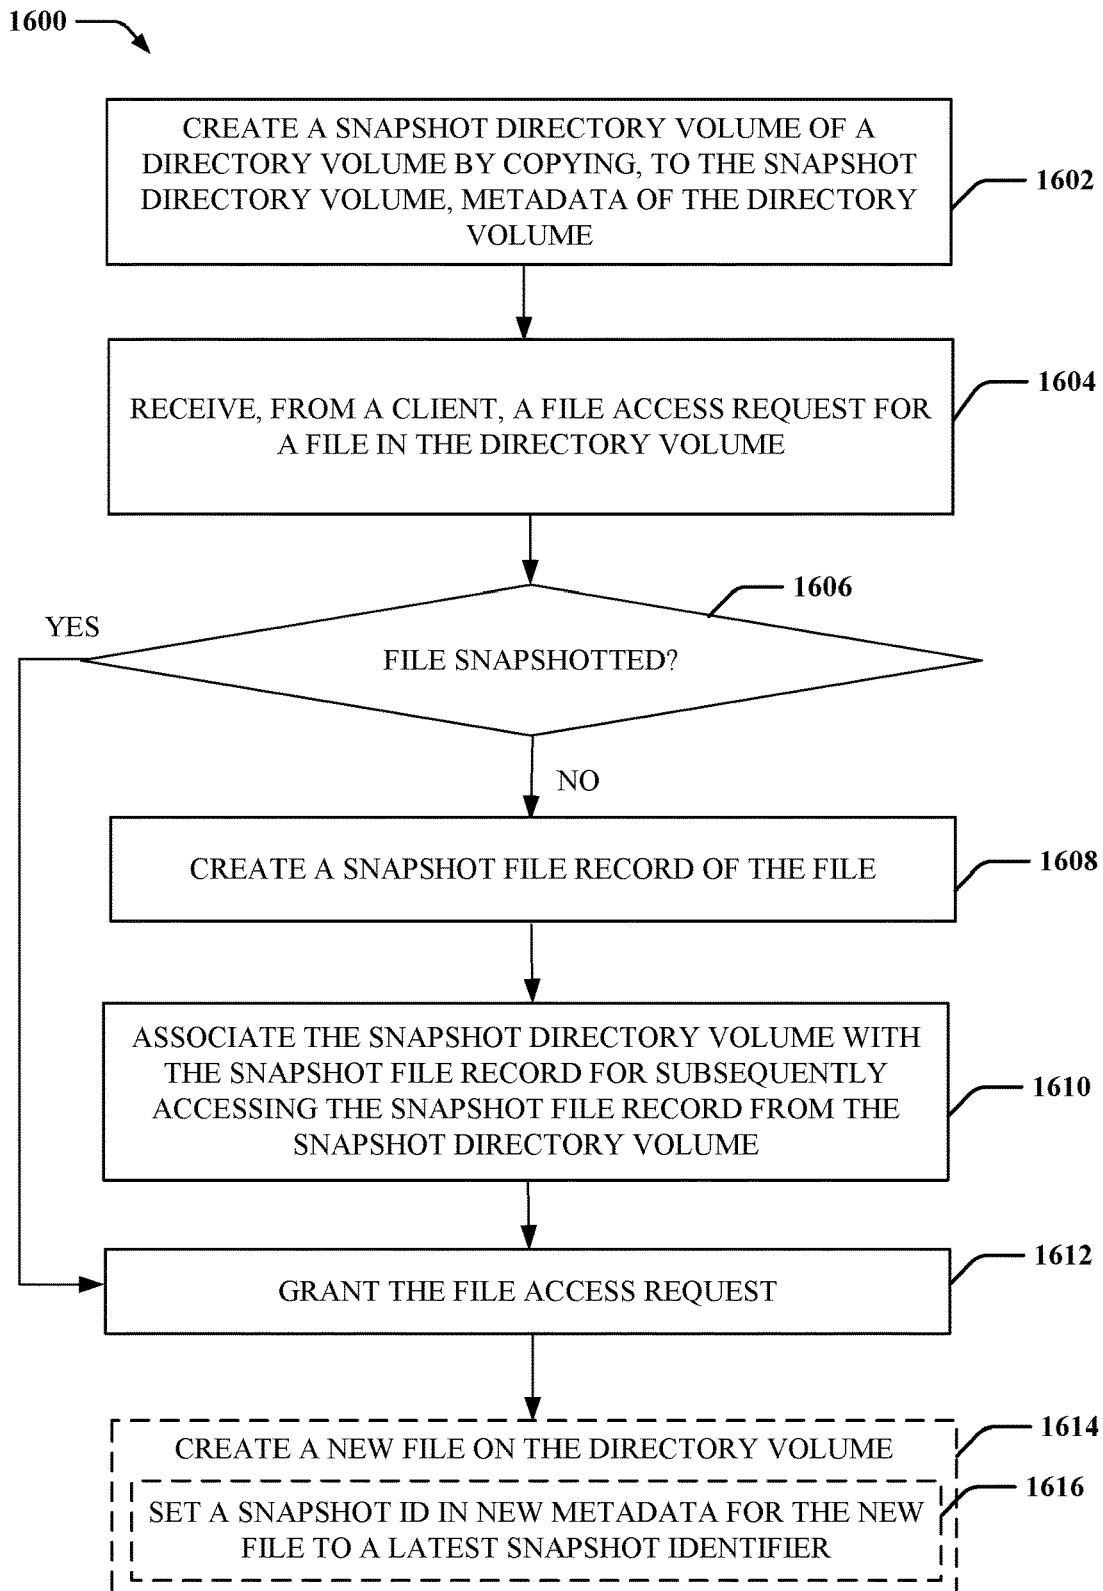 1600
CREATE A SNAPSHOT DIRECTORY VOLUME OF A
DIRECTORY VOLUME BY COPYING, TO THE SNAPSHOT
DIRECTORY VOLUME, METADATA OF THE DIRECTORY
VOLUME
1602
RECEIVE, FROM A CLIENT, A FILE ACCESS REQUEST FOR
A FILE IN THE DIRECTORY VOLUME
1604
FILE SNAPSHOTTED?
1606
YES
NO
CREATE A SNAPSHOT FILE RECORD OF THE FILE
1608
ASSOCIATE THE SNAPSHOT DIRECTORY VOLUME WITH
THE SNAPSHOT FILE RECORD FOR SUBSEQUENTLY
ACCESSING THE SNAPSHOT FILE RECORD FROM THE
SNAPSHOT DIRECTORY VOLUME
1610
GRANT THE FILE ACCESS REQUEST
1612
CREATE A NEW FILE ON THE DIRECTORY VOLUME
1614
SET A SNAPSHOT ID IN NEW METADATA FOR THE NEW
FILE TO A LATEST SNAPSHOT IDENTIFIER
1616